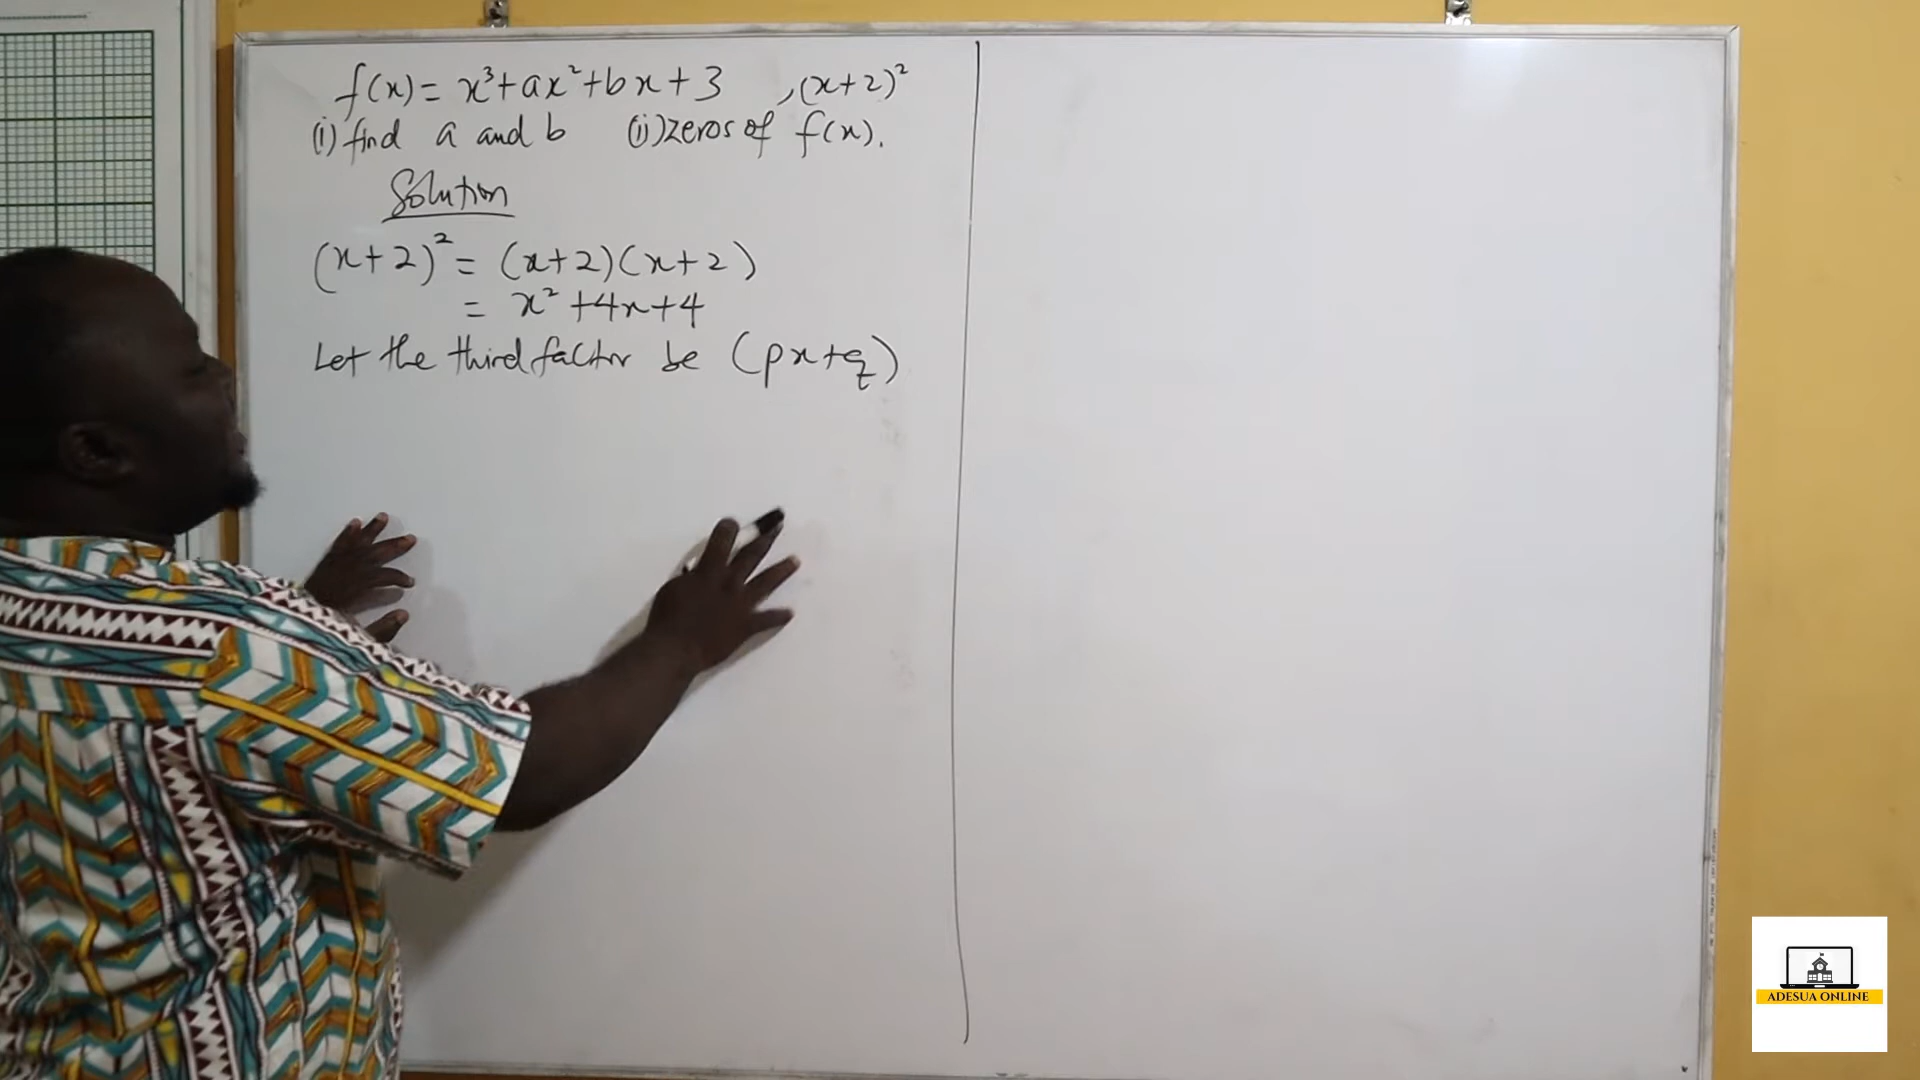 f(x) = x³ + ax² + bx + 3 , (x+2)²
(i) find a and b (ii) zeros of f(x).
Solution
(x+2)² = (x+2)(x+2)
= x² + 4x + 4
Let the third factor be (px+q)
ADESUA ONLINE